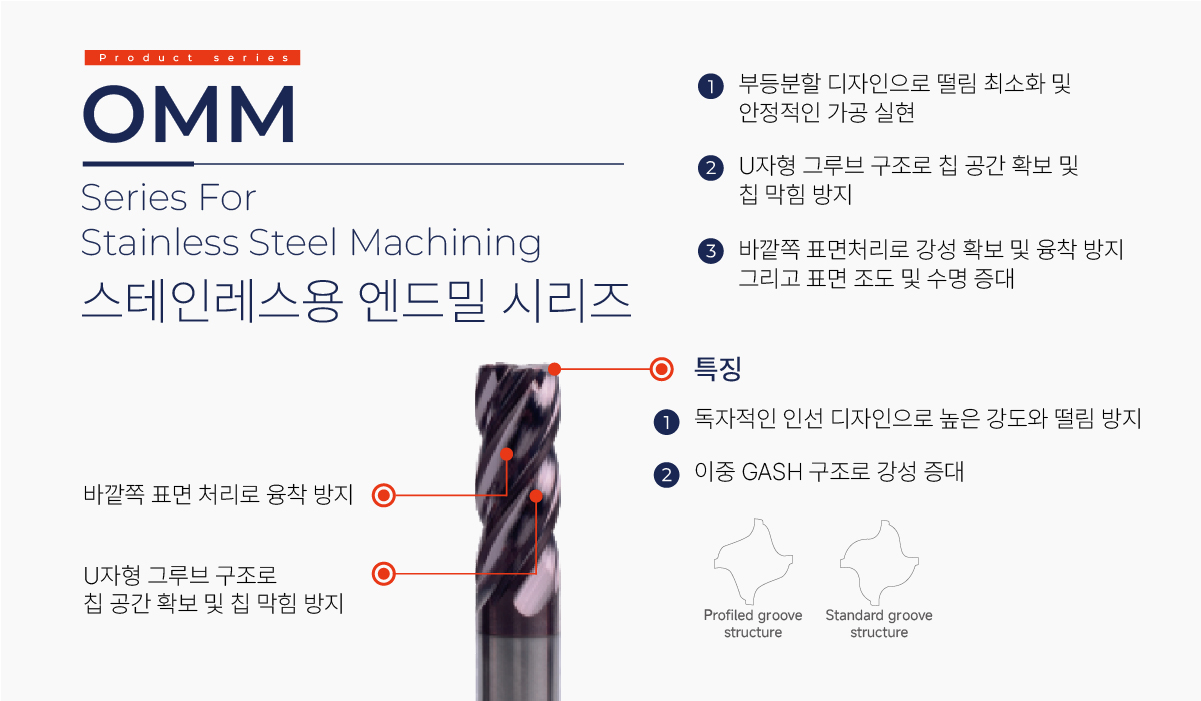 Product series
OMM
Series For
Stainless Steel Machining
스테인레스용 엔드밀 시리즈
1 부등분할 디자인으로 떨림 최소화 및
안정적인 가공 실현
2 U자형 그루브 구조로 칩 공간 확보 및
칩 막힘 방지
3 바깥쪽 표면처리로 강성 확보 및 융착 방지
그리고 표면 조도 및 수명 증대
특징
1 독자적인 인선 디자인으로 높은 강도와 떨림 방지
2 이중 GASH 구조로 강성 증대
바깥쪽 표면 처리로 융착 방지
U자형 그루브 구조로
칩 공간 확보 및 칩 막힘 방지
Profiled groove
structure
Standard groove
structure